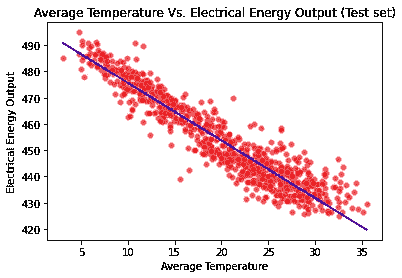 Average Temperature Vs. Electrical Energy Output (Test set)
Electrical Energy Output
490
480
470
460
450
440
430
420
5 10 15 20 25 30 35
Average Temperature